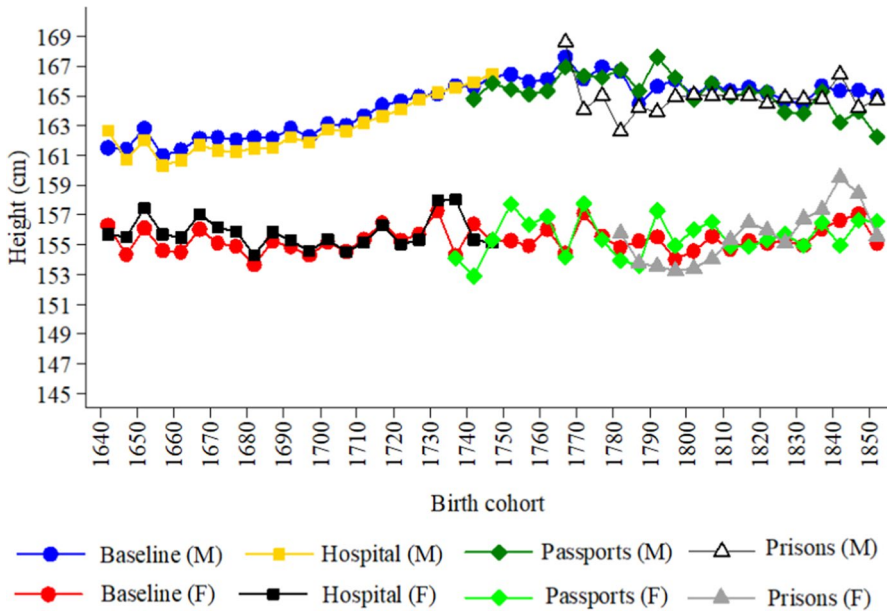 169
167
165
163
161
159
157
155
153
151
149
147
145
Height (cm)
1640 1650 1660 1670 1680 1690 1700 1710 1720 1730 1740 1750 1760 1770 1780 1790 1800 1810 1820 1830 1840 1850
Birth cohort
Baseline (M) Hospital (M) Passports (M) Prisons (M)
Baseline (F) Hospital (F) Passports (F) Prisons (F)